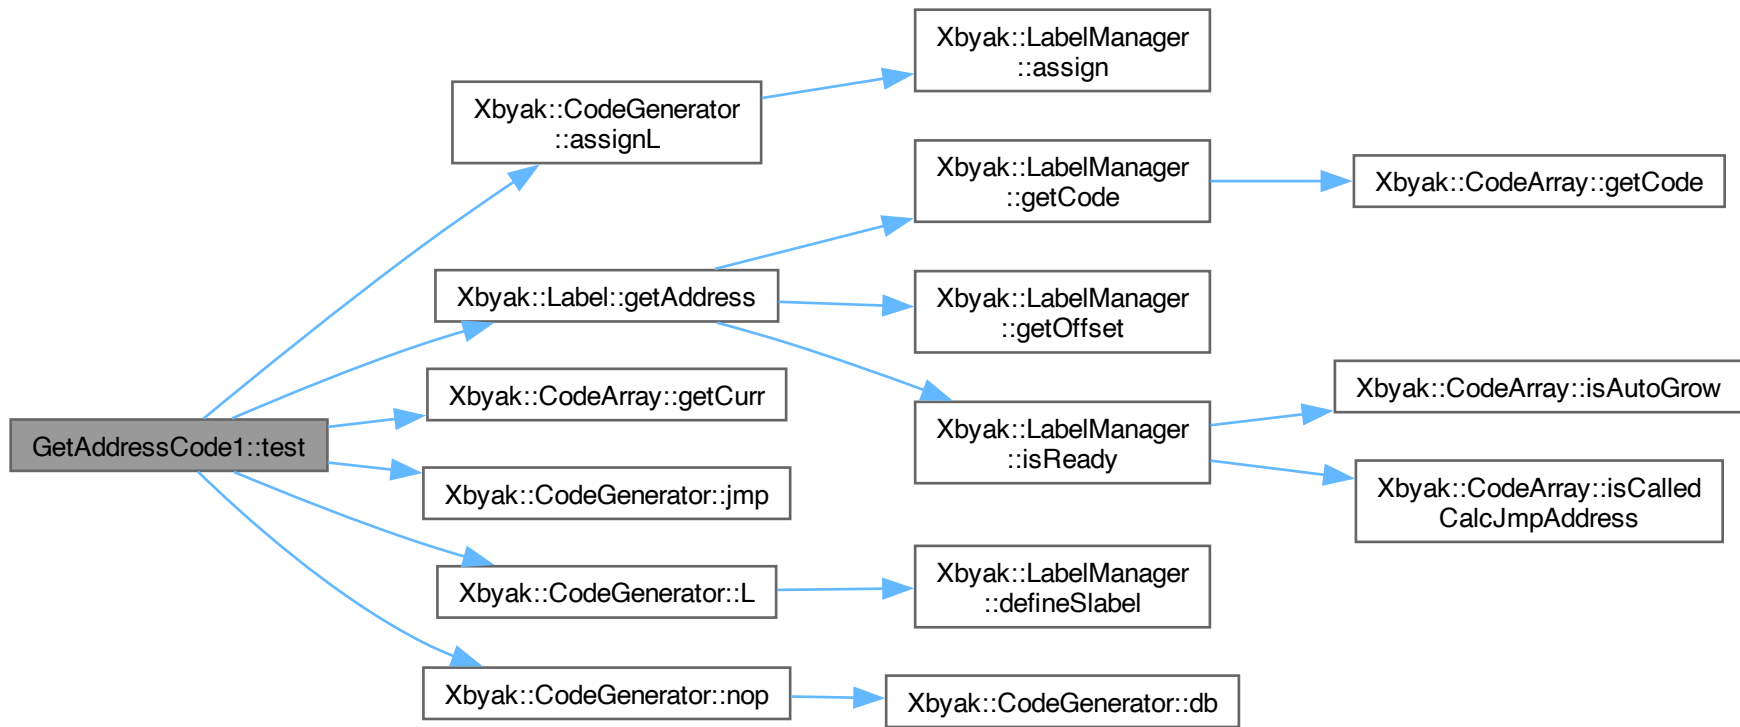 GetAddressCode1::test
Xbyak::CodeGenerator
::assignL
Xbyak::Label::getAddress
Xbyak::CodeArray::getCurr
Xbyak::CodeGenerator::jmp
Xbyak::CodeGenerator::L
Xbyak::CodeGenerator::nop
Xbyak::LabelManager
::assign
Xbyak::LabelManager
::getCode
Xbyak::LabelManager
::getOffset
Xbyak::LabelManager
::isReady
Xbyak::LabelManager
::defineSlabel
Xbyak::CodeGenerator::db
Xbyak::CodeArray::getCode
Xbyak::CodeArray::isAutoGrow
Xbyak::CodeArray::isCalled
CalcJmpAddress